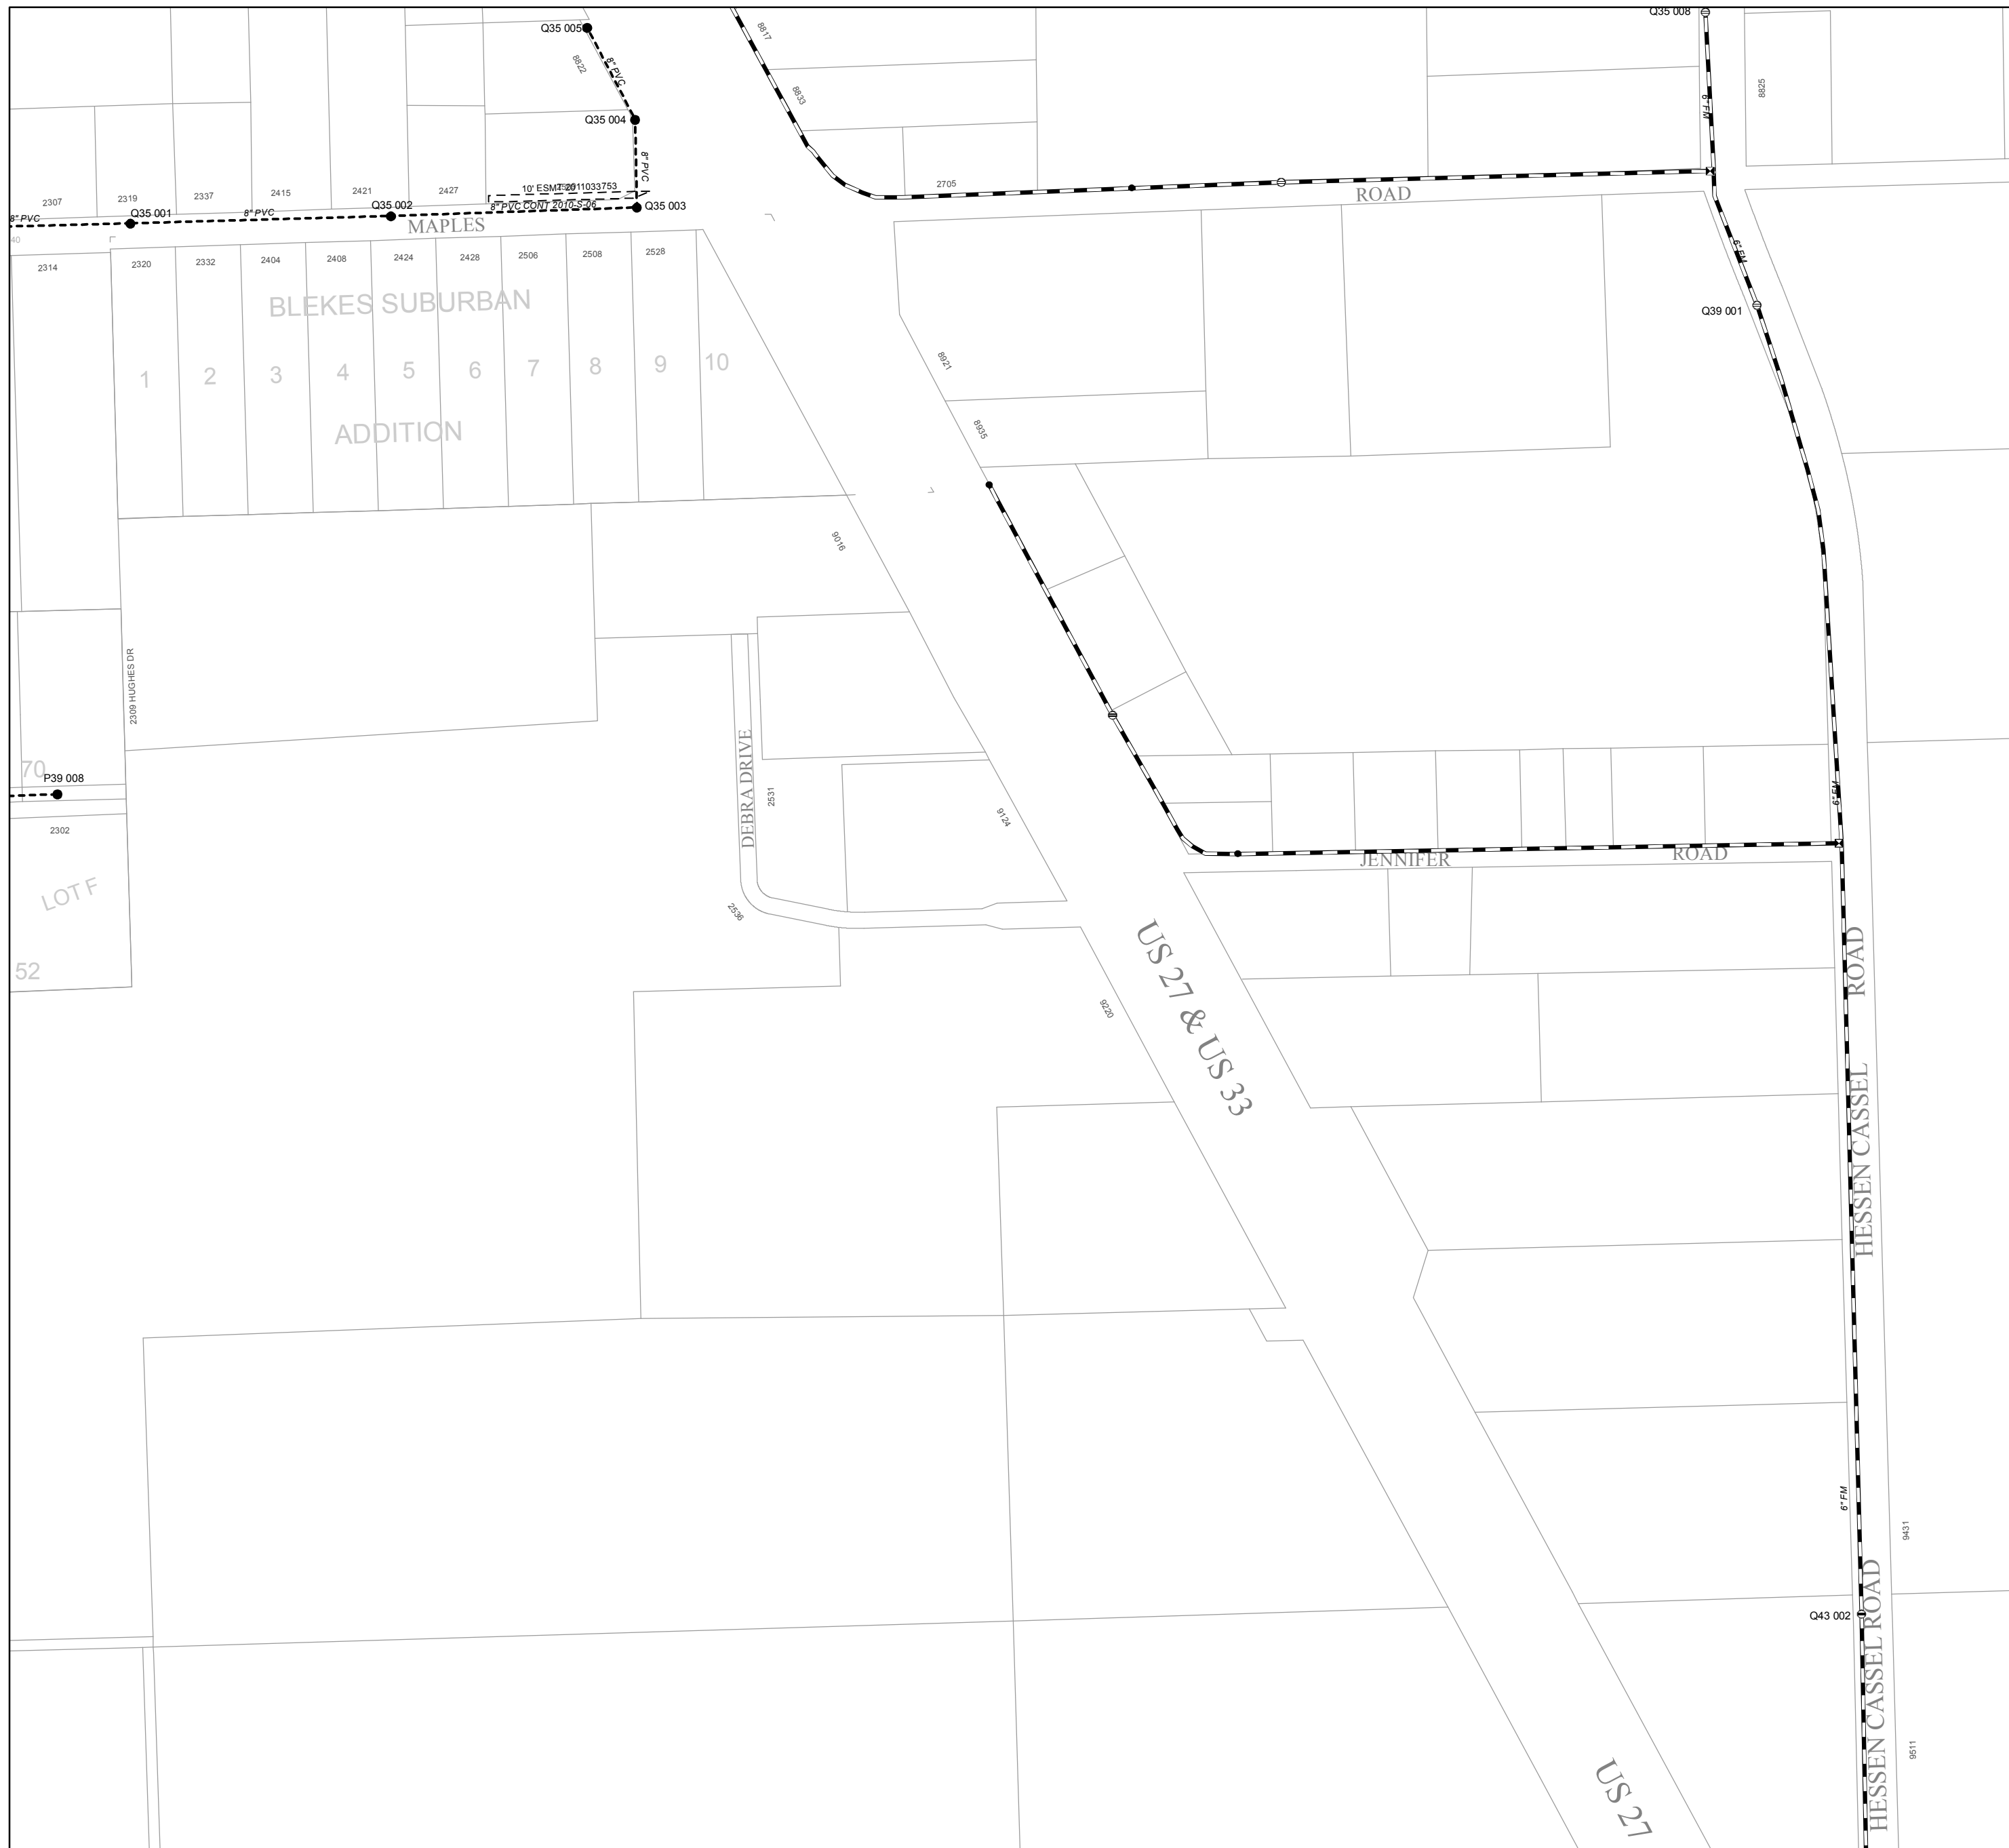 Q35 005
8" PVC
8822
8817
8833
Q35 008
8825
6" FM
Q35 004
8" PVC
2307
2319
2337
2415
2421
2427
10' ESMT 2011033753
2705
ROAD
8" PVC
Q35 001
8" PVC
Q35 002
8" PVC CONT 2010-S-06
Q35 003
MAPLES
40
2314
2320
2332
2404
2408
2424
2428
2506
2508
2528
6" FM
Q39 001
BLEKES SUBURBAN
1
2
3
4
5
6
7
8
9
10
ADDITION
8921
8935
9016
2309 HUGHES DR
70
P39 008
DEBRA DRIVE
2531
9124
6" FM
2302
JENNIFER
ROAD
LOT F
2536
52
US 27 & US 33
9220
ROAD
HESSEN CASSEL
6" FM
9431
Q43 002
HESSEN CASSEL ROAD
9511
US 27